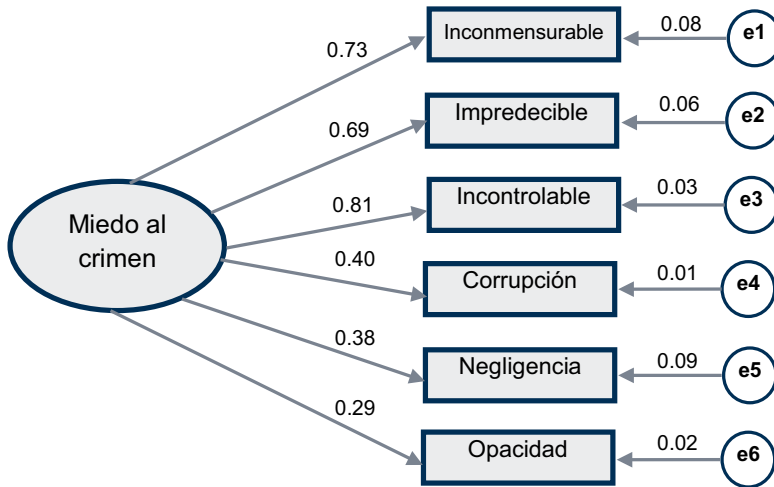 Inconmensurable
0.08
e1
0.73
Impredecible
0.06
e2
0.69
Incontrolable
0.03
e3
0.81
Miedo al
crimen
0.40
Corrupción
0.01
e4
0.38
Negligencia
0.09
e5
0.29
Opacidad
0.02
e6